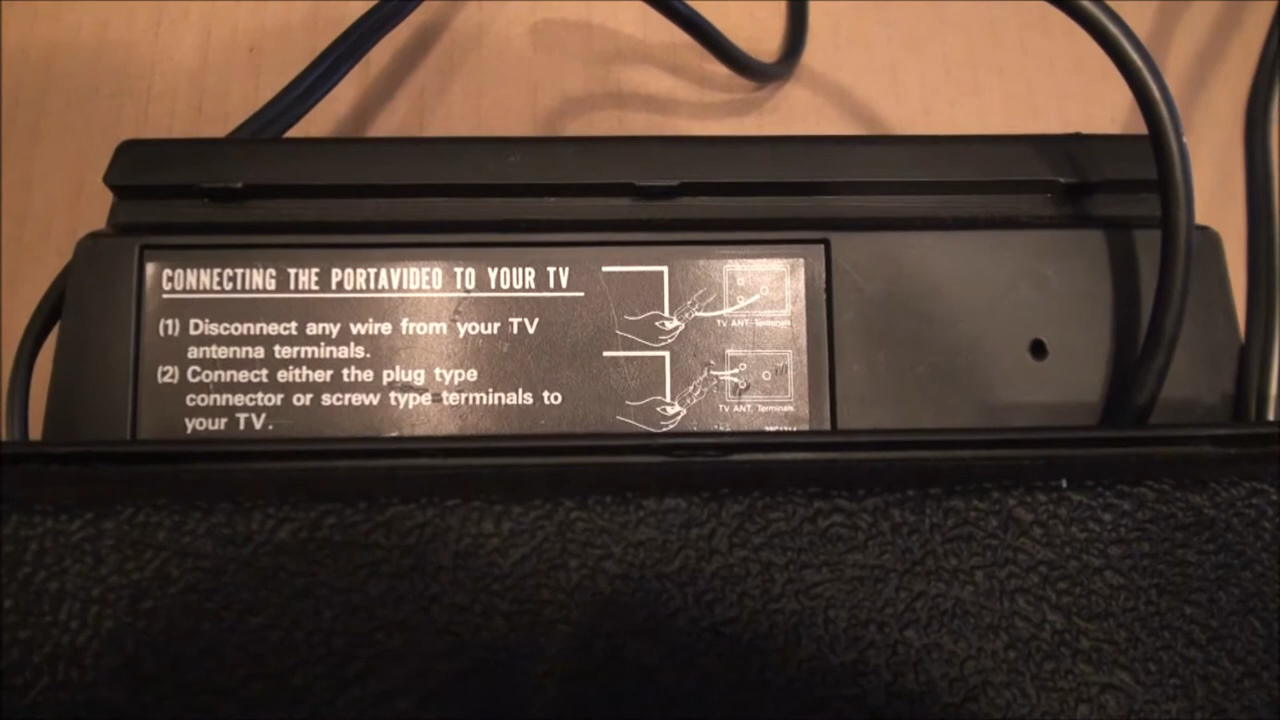 CONNECTING THE PORTAVIDEO TO YOUR TV
(1) Disconnect any wire from your TV
antenna terminals.
(2) Connect either the plug type
connector or screw type terminals to
your TV.
TV ANT. Terminals
TV ANT. Terminals